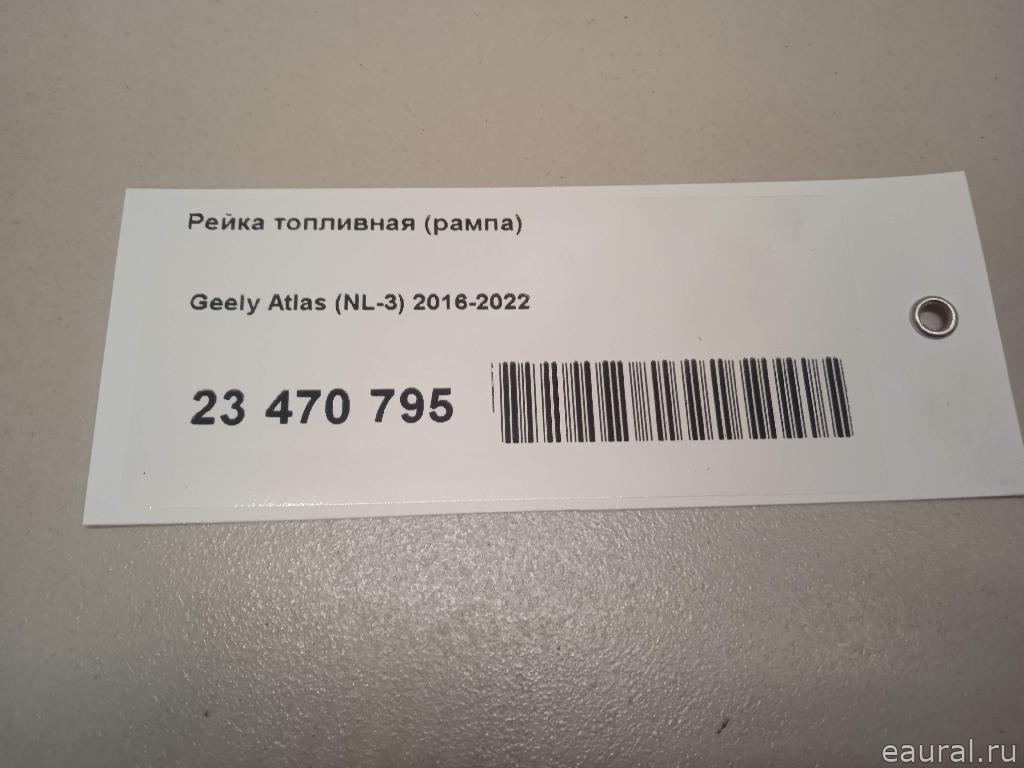 Рейка топливная (рампа)
Geely Atlas (NL-3) 2016-2022
23 470 795
eaural.ru